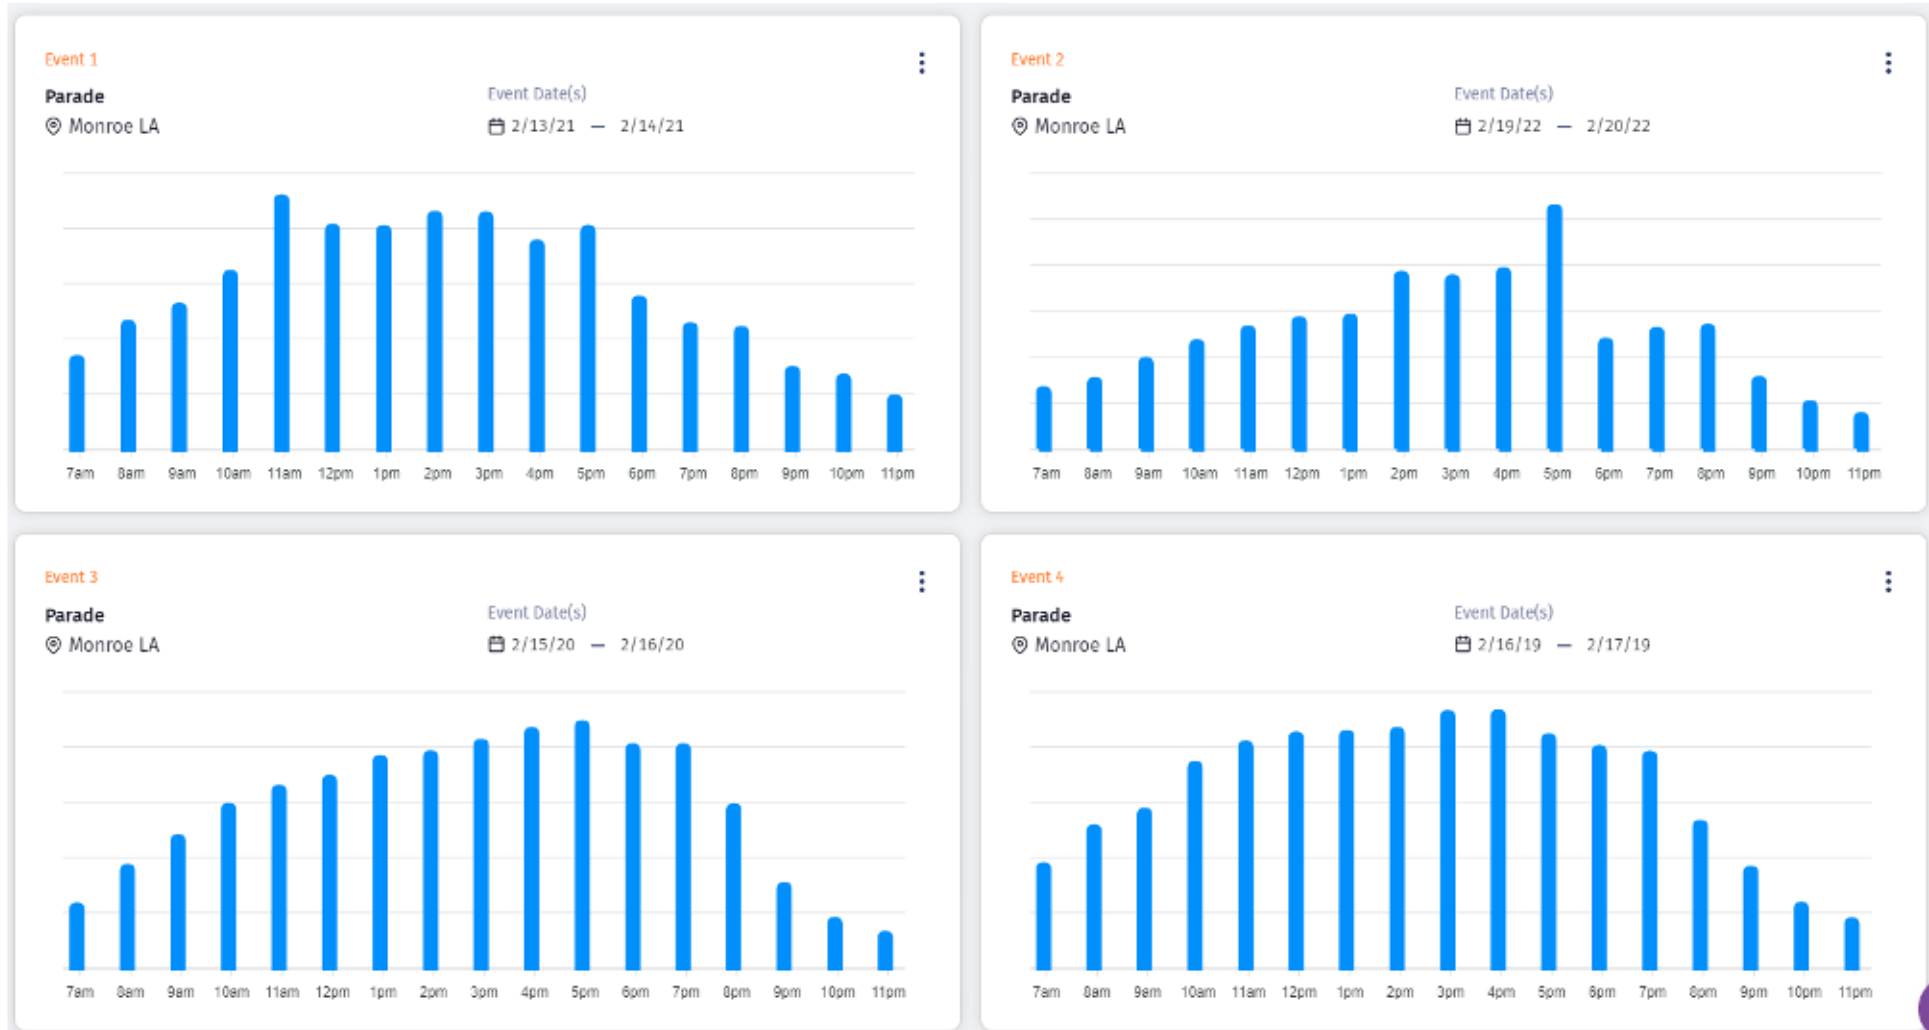 Event 1
Parade
Event Date(s)
Monroe LA
2/13/21 — 2/14/21
7am 8am 9am 10am 11am 12pm 1pm 2pm 3pm 4pm 5pm 6pm 7pm 8pm 9pm 10pm 11pm
Event 2
Parade
Event Date(s)
Monroe LA
2/19/22 — 2/20/22
7am 8am 9am 10am 11am 12pm 1pm 2pm 3pm 4pm 5pm 6pm 7pm 8pm 9pm 10pm 11pm
Event 3
Parade
Event Date(s)
Monroe LA
2/15/20 — 2/16/20
7am 8am 9am 10am 11am 12pm 1pm 2pm 3pm 4pm 5pm 6pm 7pm 8pm 9pm 10pm 11pm
Event 4
Parade
Event Date(s)
Monroe LA
2/16/19 — 2/17/19
7am 8am 9am 10am 11am 12pm 1pm 2pm 3pm 4pm 5pm 6pm 7pm 8pm 9pm 10pm 11pm